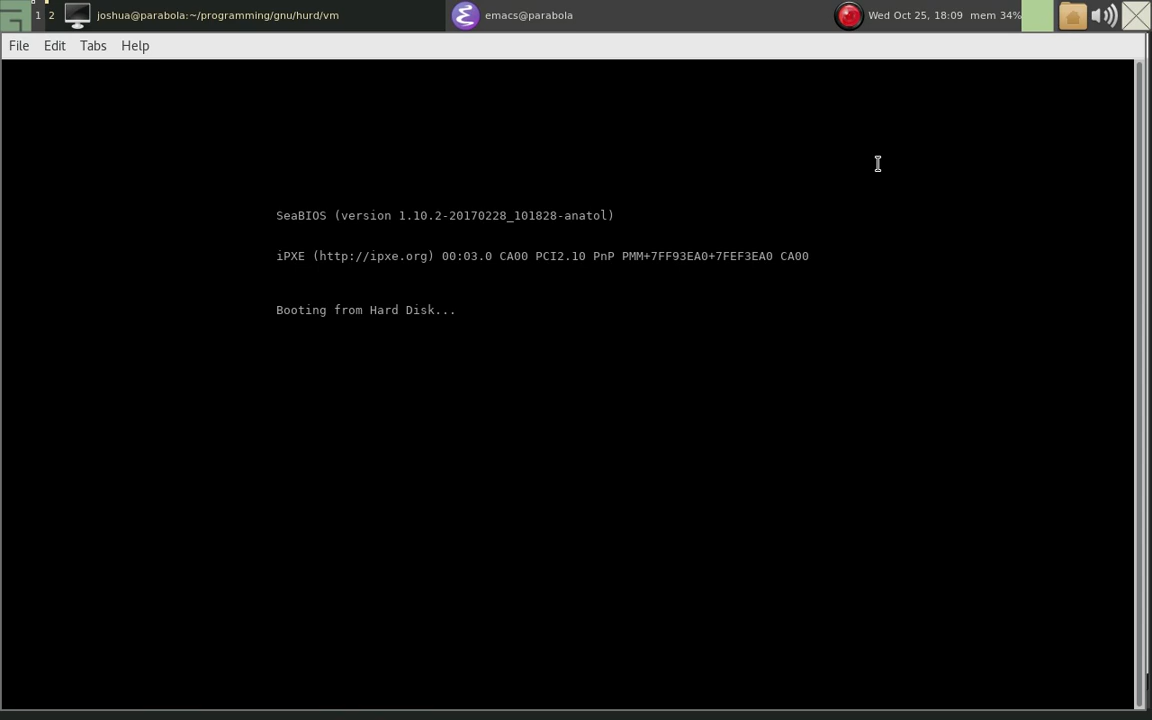 1 2 joshua@parabola:~/programming/gnu/hurd/vm emacs@parabola Wed Oct 25, 18:09 mem 34%
File Edit Tabs Help
SeaBIOS (version 1.10.2-20170228_101828-anatol)
iPXE (http://ipxe.org) 00:03.0 CA00 PCI2.10 PnP PMM+7FF93EA0+7FEF3EA0 CA00
Booting from Hard Disk...